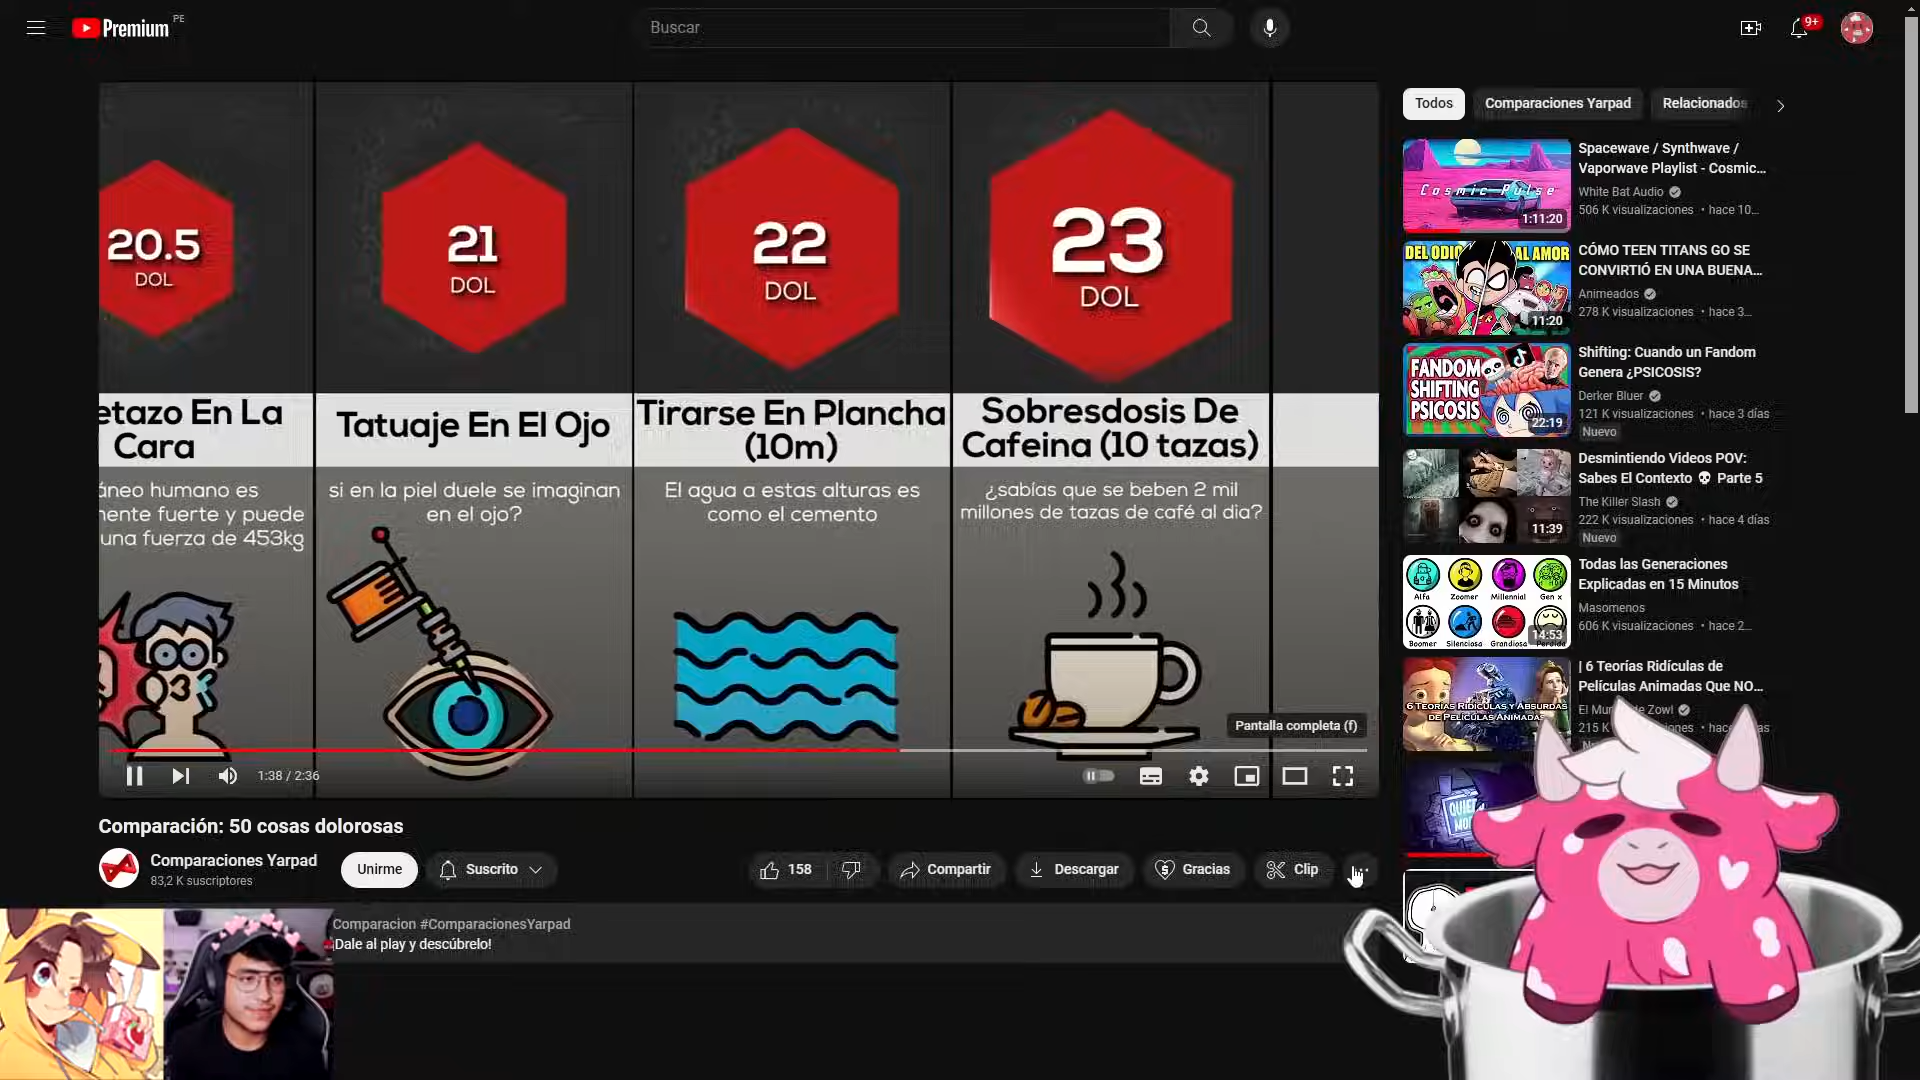 Premium
PE
Buscar
9+
20.5
DOL
21
DOL
22
DOL
23
DOL
etazo En La
Cara
Tatuaje En El Ojo
Tirarse En Plancha
(10m)
Sobresdosis De
Cafeina (10 tazas)
áneo humano es
nente fuerte y puede
una fuerza de 453kg
si en la piel duele se imaginan
en el ojo?
El agua a estas alturas es
como el cemento
¿sabías que se beben 2 mil
millones de tazas de café al dia?
Pantalla completa (f)
1:38 / 2:36
Comparación: 50 cosas dolorosas
Comparaciones Yarpad
83,2 K suscriptores
Unirme
Suscrito
158
Compartir
Descargar
Gracias
Clip
Comparacion #ComparacionesYarpad
¡Dale al play y descúbrelo!
Todos
Comparaciones Yarpad
Relacionados
Cosmic Pulse
1:11:20
Spacewave / Synthwave /
Vaporwave Playlist - Cosmic...
White Bat Audio
506 K visualizaciones • hace 10...
DEL ODIO
AL AMOR
11:20
CÓMO TEEN TITANS GO SE
CONVIRTIÓ EN UNA BUENA...
Animeados
278 K visualizaciones • hace 3...
FANDOM
SHIFTING
PSICOSIS
22:19
Shifting: Cuando un Fandom
Genera ¿PSICOSIS?
Derker Bluer
121 K visualizaciones • hace 3 días
Nuevo
11:39
Desmintiendo Videos POV:
Sabes El Contexto 💀 Parte 5
The Killer Slash
222 K visualizaciones • hace 4 días
Nuevo
Alfa
Zoomer
Millennial
Gen x
Boomer
Silenciosa
Grandiosa
Perdida
14:53
Todas las Generaciones
Explicadas en 15 Minutos
Masomenos
606 K visualizaciones • hace 2...
6 TEORÍAS RIDÍCULAS Y ABSURDAS
DE PELÍCULAS ANIMADAS
| 6 Teorías Ridículas de
Películas Animadas Que NO...
El Mun de Zowl
215 K
as